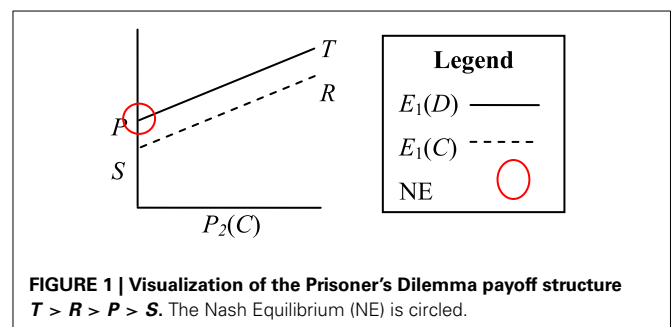 T
R
P
S
P₂(C)
Legend
E₁(D)
E₁(C)
NE
FIGURE 1 | Visualization of the Prisoner's Dilemma payoff structure
T > R > P > S. The Nash Equilibrium (NE) is circled.